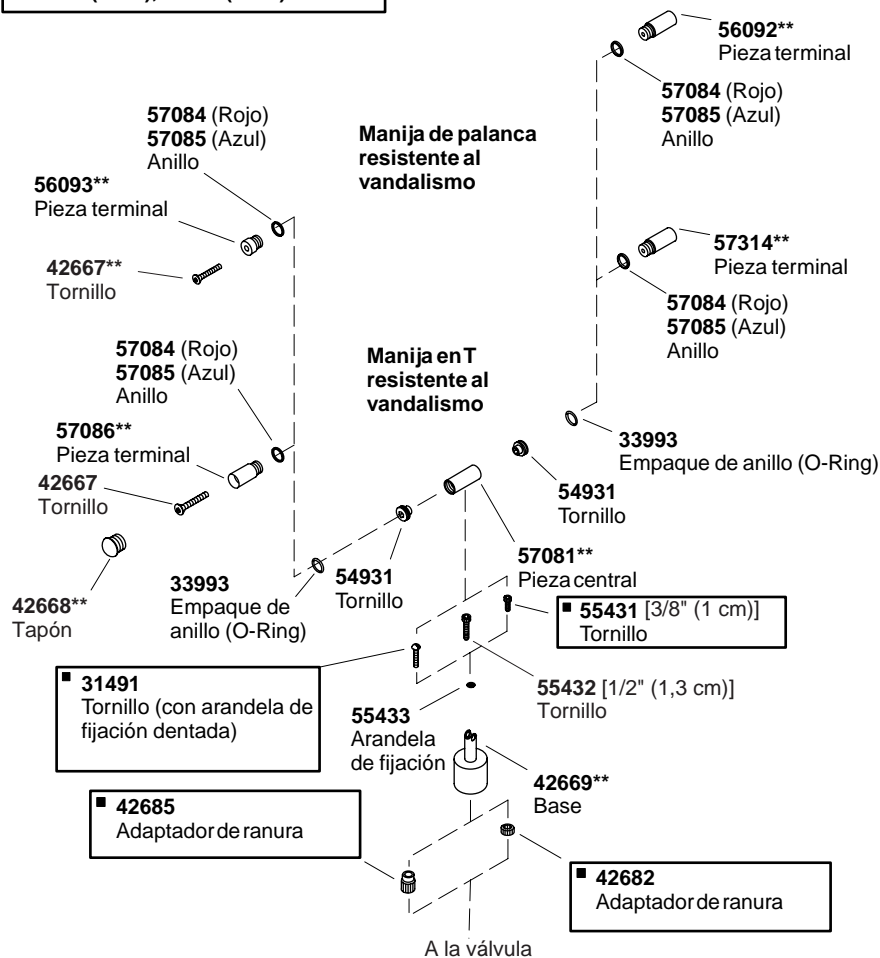 56092**
Pieza terminal
57084 (Rojo)
57085 (Azul)
Anillo
57084 (Rojo)
57085 (Azul)
Anillo
Manija de palanca
resistente al
vandalismo
56093**
Pieza terminal
42667**
Tornillo
57314**
Pieza terminal
57084 (Rojo)
57085 (Azul)
Anillo
57084 (Rojo)
57085 (Azul)
Anillo
Manija en T
resistente al
vandalismo
57086**
Pieza terminal
42667
Tornillo
33993
Empaque de anillo (O-Ring)
54931
Tornillo
57081**
Pieza central
42668**
Tapón
33993
Empaque de
anillo (O-Ring)
54931
Tornillo
55431 [3/8" (1 cm)]
Tornillo
31491
Tornillo (con arandela de
fijación dentada)
55432 [1/2" (1,3 cm)]
Tornillo
55433
Arandela
de fijación
42669**
Base
42685
Adaptador de ranura
42682
Adaptador de ranura
A la válvula